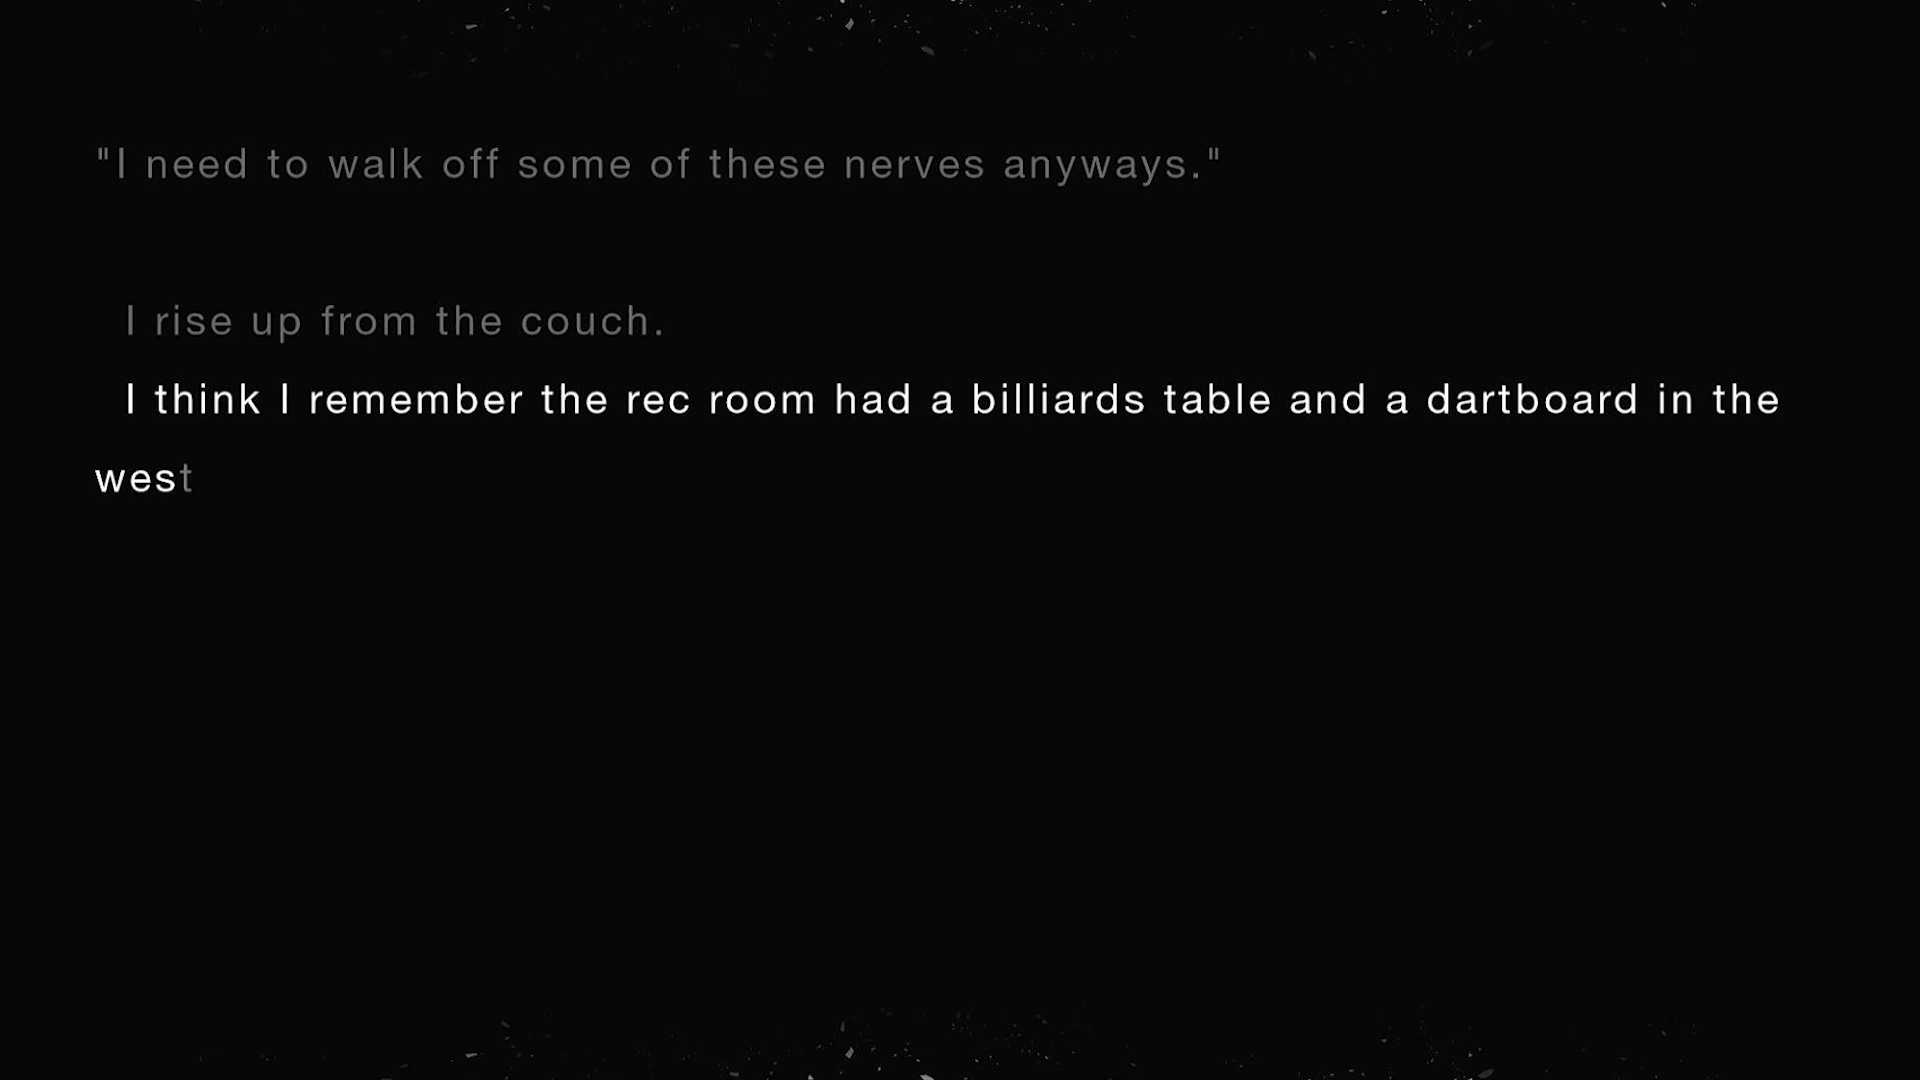 "I need to walk off some of these nerves anyways."
I rise up from the couch.
I think I remember the rec room had a billiards table and a dartboard in the
west